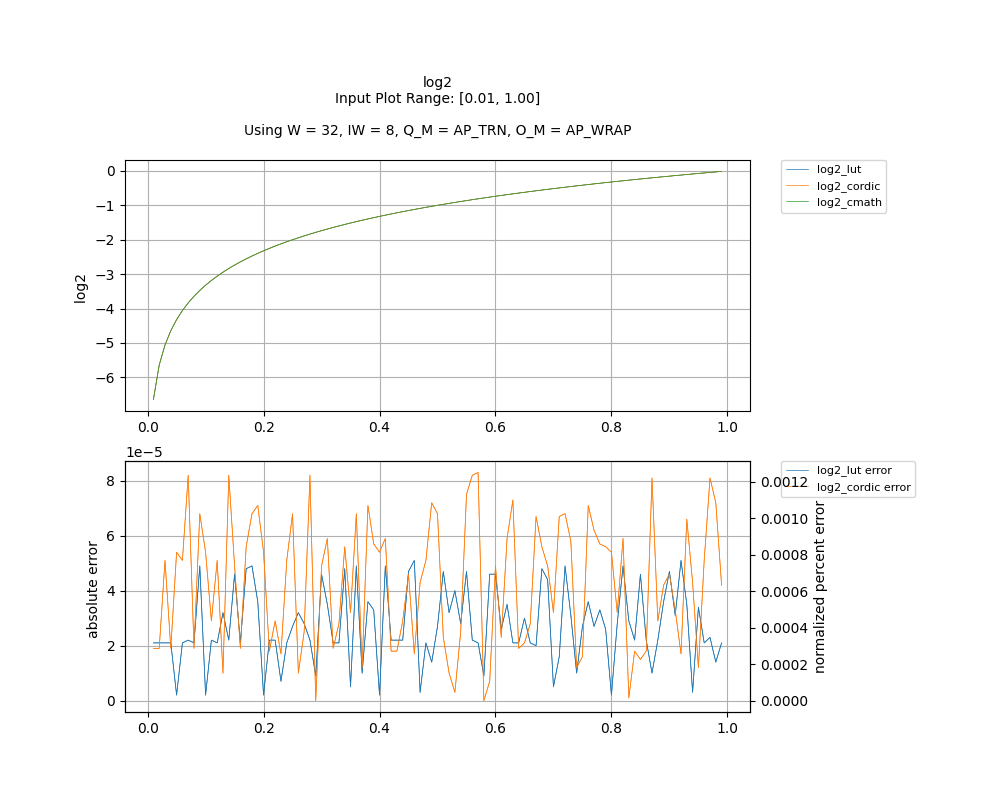 log2
Input Plot Range: [0.01, 1.00]
Using W = 32, IW = 8, Q_M = AP_TRN, O_M = AP_WRAP
0
−1
−2
−3
−4
−5
−6
log2
0.0 0.2 0.4 0.6 0.8 1.0
log2_lut
log2_cordic
log2_cmath
1e−5
8
6
4
2
0
absolute error
0.0 0.2 0.4 0.6 0.8 1.0
0.0012
0.0010
0.0008
0.0006
0.0004
0.0002
0.0000
normalized percent error
log2_lut error
log2_cordic error